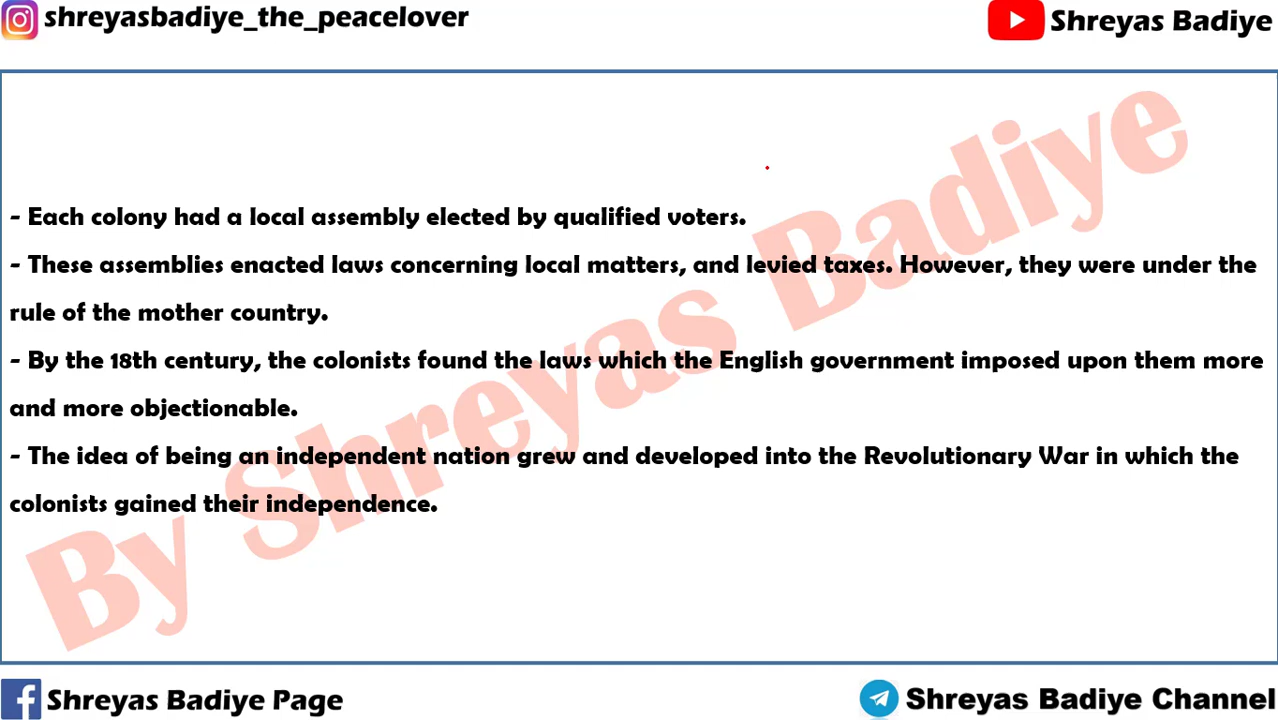 shreyasbadiye_the_peacelover
Shreyas Badiye
- Each colony had a local assembly elected by qualified voters.
- These assemblies enacted laws concerning local matters, and levied taxes. However, they were under the
rule of the mother country.
- By the 18th century, the colonists found the laws which the English government imposed upon them more
and more objectionable.
- The idea of being an independent nation grew and developed into the Revolutionary War in which the
colonists gained their independence.
By Shreyas Badiye
Shreyas Badiye Page
Shreyas Badiye Channel